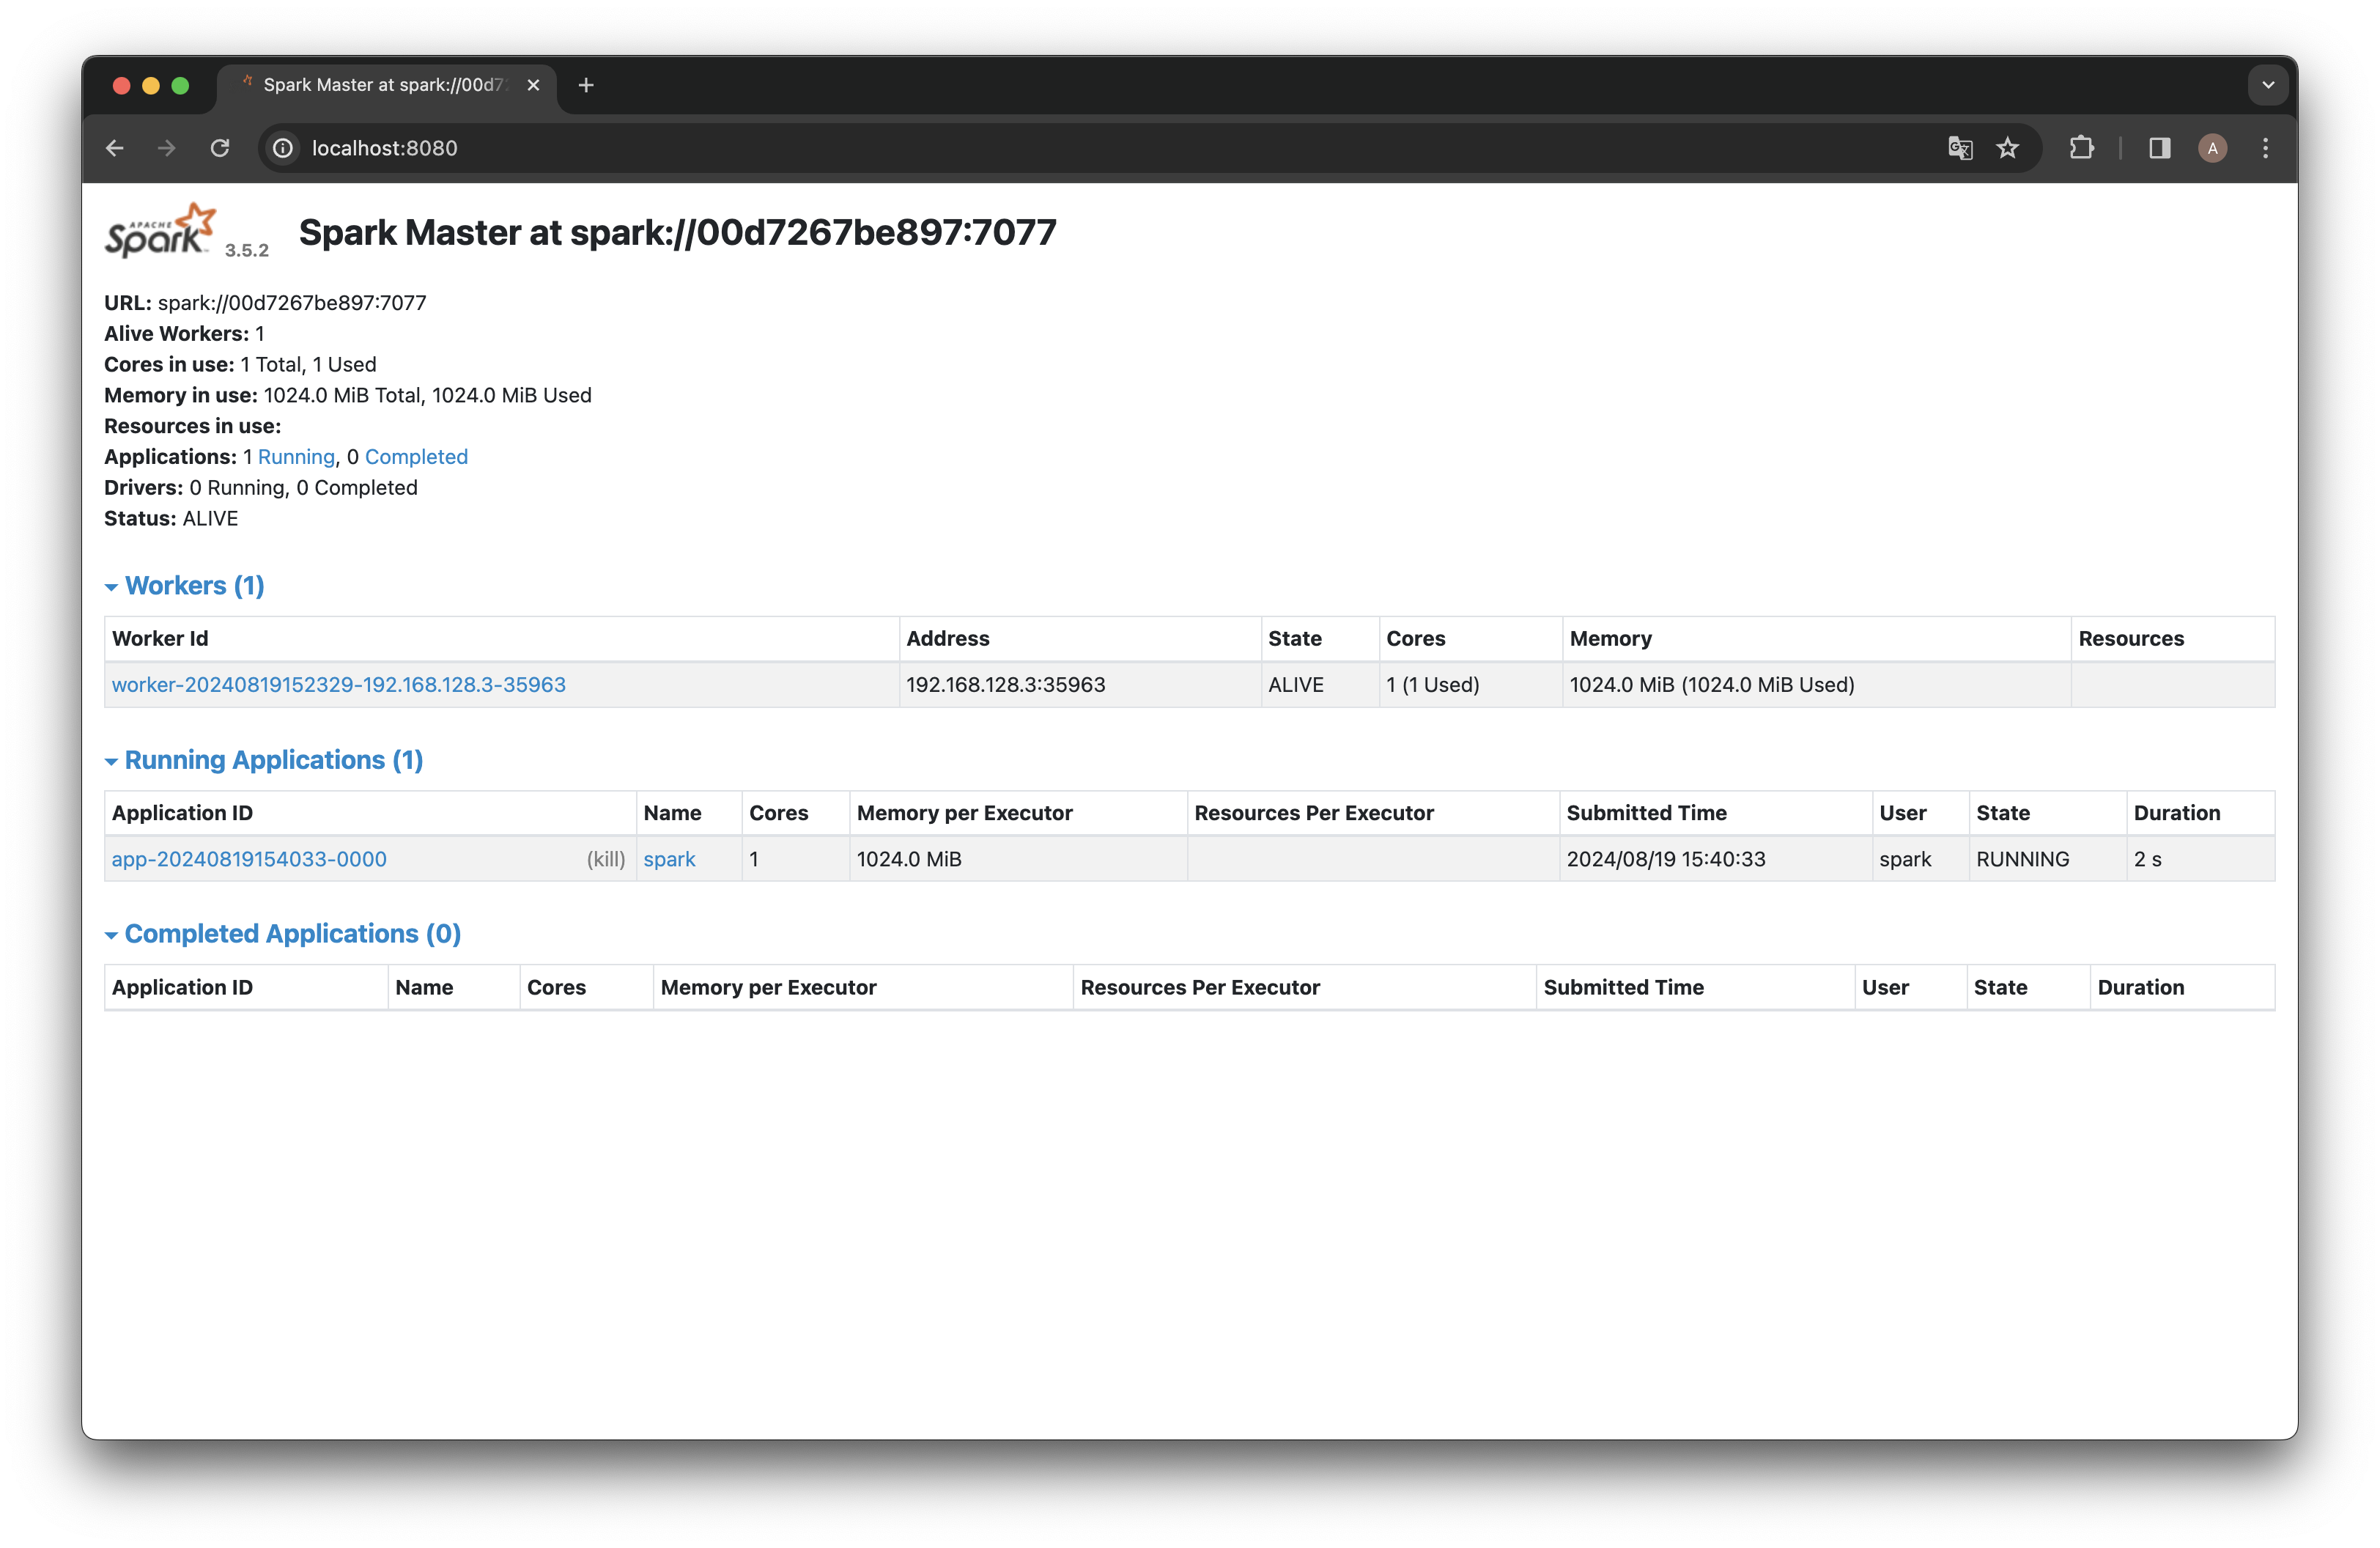 Spark Master at spark://00d72
localhost:8080
A
APACHE
Spark 3.5.2 Spark Master at spark://00d7267be897:7077
URL: spark://00d7267be897:7077
Alive Workers: 1
Cores in use: 1 Total, 1 Used
Memory in use: 1024.0 MiB Total, 1024.0 MiB Used
Resources in use:
Applications: 1 Running, 0 Completed
Drivers: 0 Running, 0 Completed
Status: ALIVE
Workers (1)
Worker Id Address State Cores Memory Resources
worker-20240819152329-192.168.128.3-35963 192.168.128.3:35963 ALIVE 1 (1 Used) 1024.0 MiB (1024.0 MiB Used)
Running Applications (1)
Application ID Name Cores Memory per Executor Resources Per Executor Submitted Time User State Duration
app-20240819154033-0000 (kill) spark 1 1024.0 MiB 2024/08/19 15:40:33 spark RUNNING 2 s
Completed Applications (0)
Application ID Name Cores Memory per Executor Resources Per Executor Submitted Time User State Duration